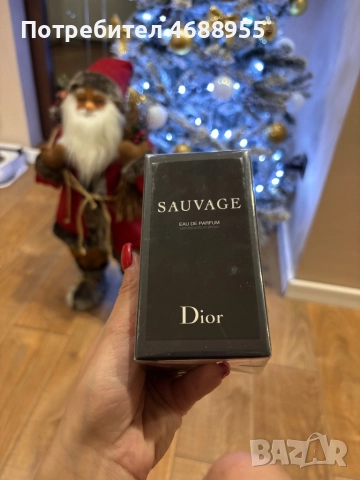 Потребител 4688955
SAUVAGE
EAU DE PARFUM
Dior
BAZAR